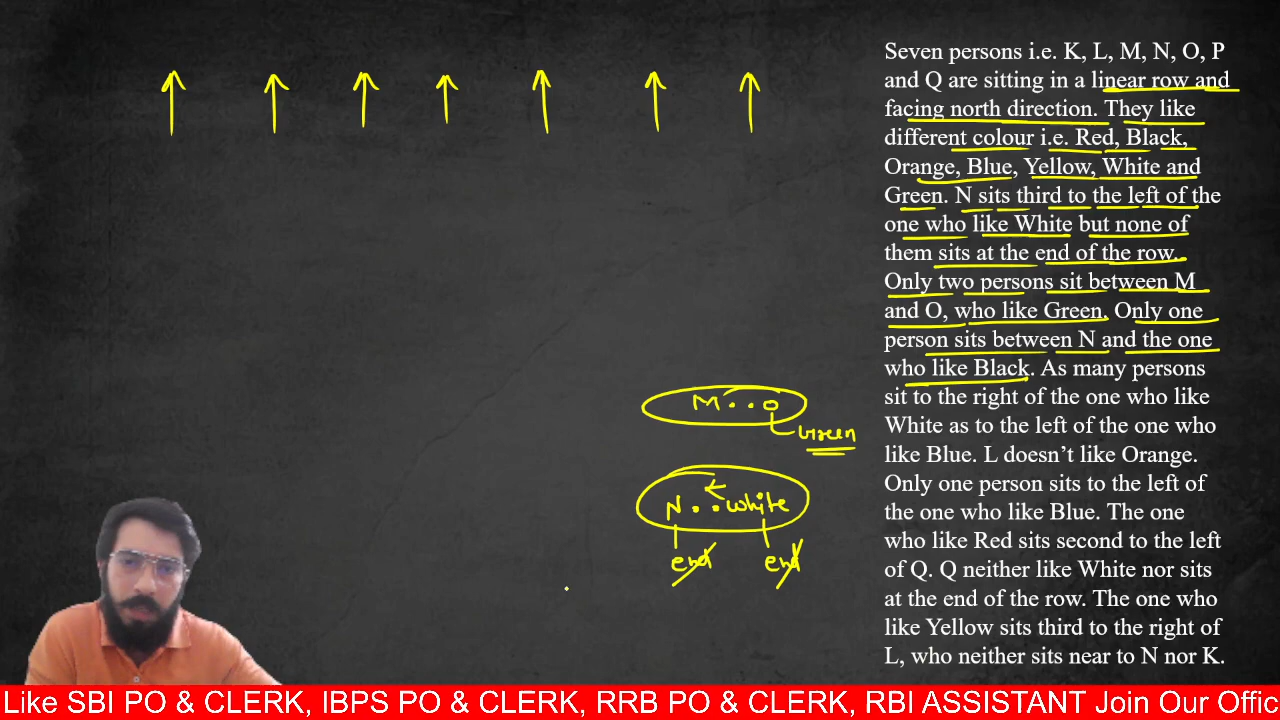 Seven persons i.e. K, L, M, N, O, P
and Q are sitting in a linear row and
facing north direction. They like
different colour i.e. Red, Black,
Orange, Blue, Yellow, White and
Green. N sits third to the left of the
one who like White but none of
them sits at the end of the row.
Only two persons sit between M
and O, who like Green. Only one
person sits between N and the one
who like Black. As many persons
sit to the right of the one who like
White as to the left of the one who
like Blue. L doesn’t like Orange.
Only one person sits to the left of
the one who like Blue. The one
who like Red sits second to the left
of Q. Q neither like White nor sits
at the end of the row. The one who
like Yellow sits third to the right of
L, who neither sits near to N nor K.
M . . O
Green
N . . white
end end
Like SBI PO & CLERK, IBPS PO & CLERK, RRB PO & CLERK, RBI ASSISTANT Join Our Offic